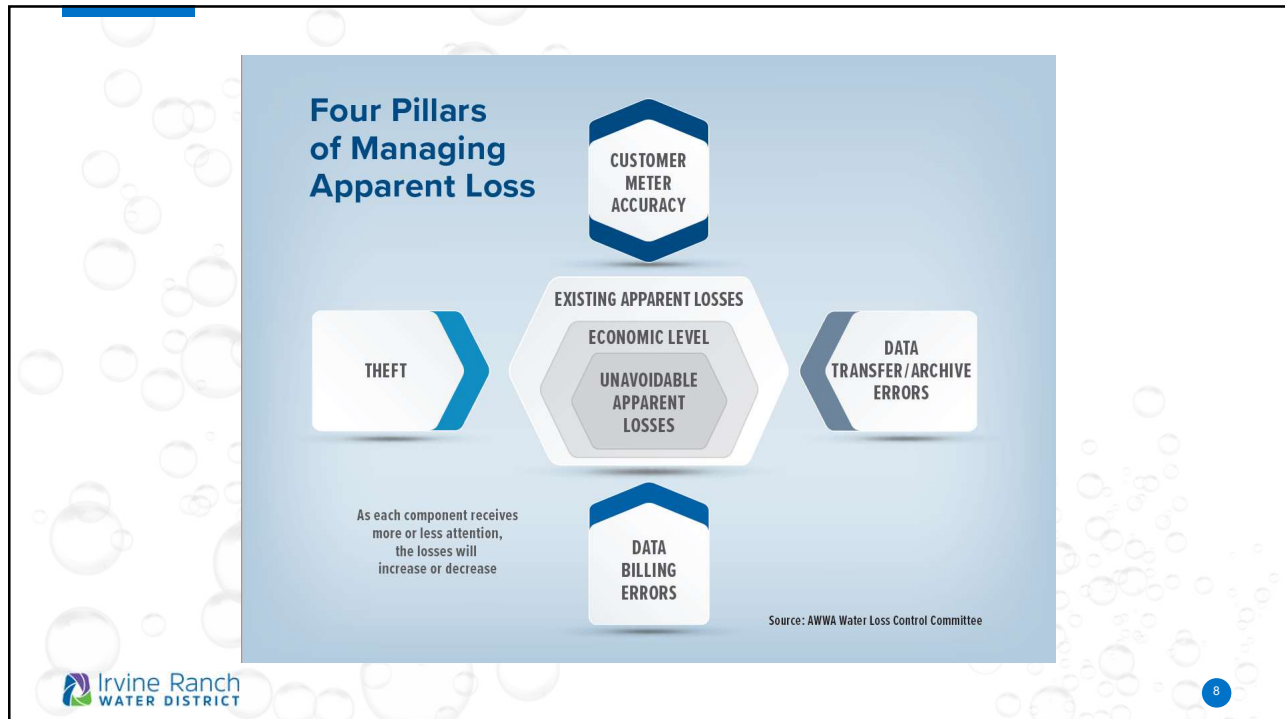 Four Pillars
of Managing
Apparent Loss
CUSTOMER
METER
ACCURACY
EXISTING APPARENT LOSSES
ECONOMIC LEVEL
UNAVOIDABLE
APPARENT
LOSSES
THEFT
DATA
TRANSFER/ARCHIVE
ERRORS
As each component receives
more or less attention,
the losses will
increase or decrease
DATA
BILLING
ERRORS
Source: AWWA Water Loss Control Committee
Irvine Ranch
WATER DISTRICT
8